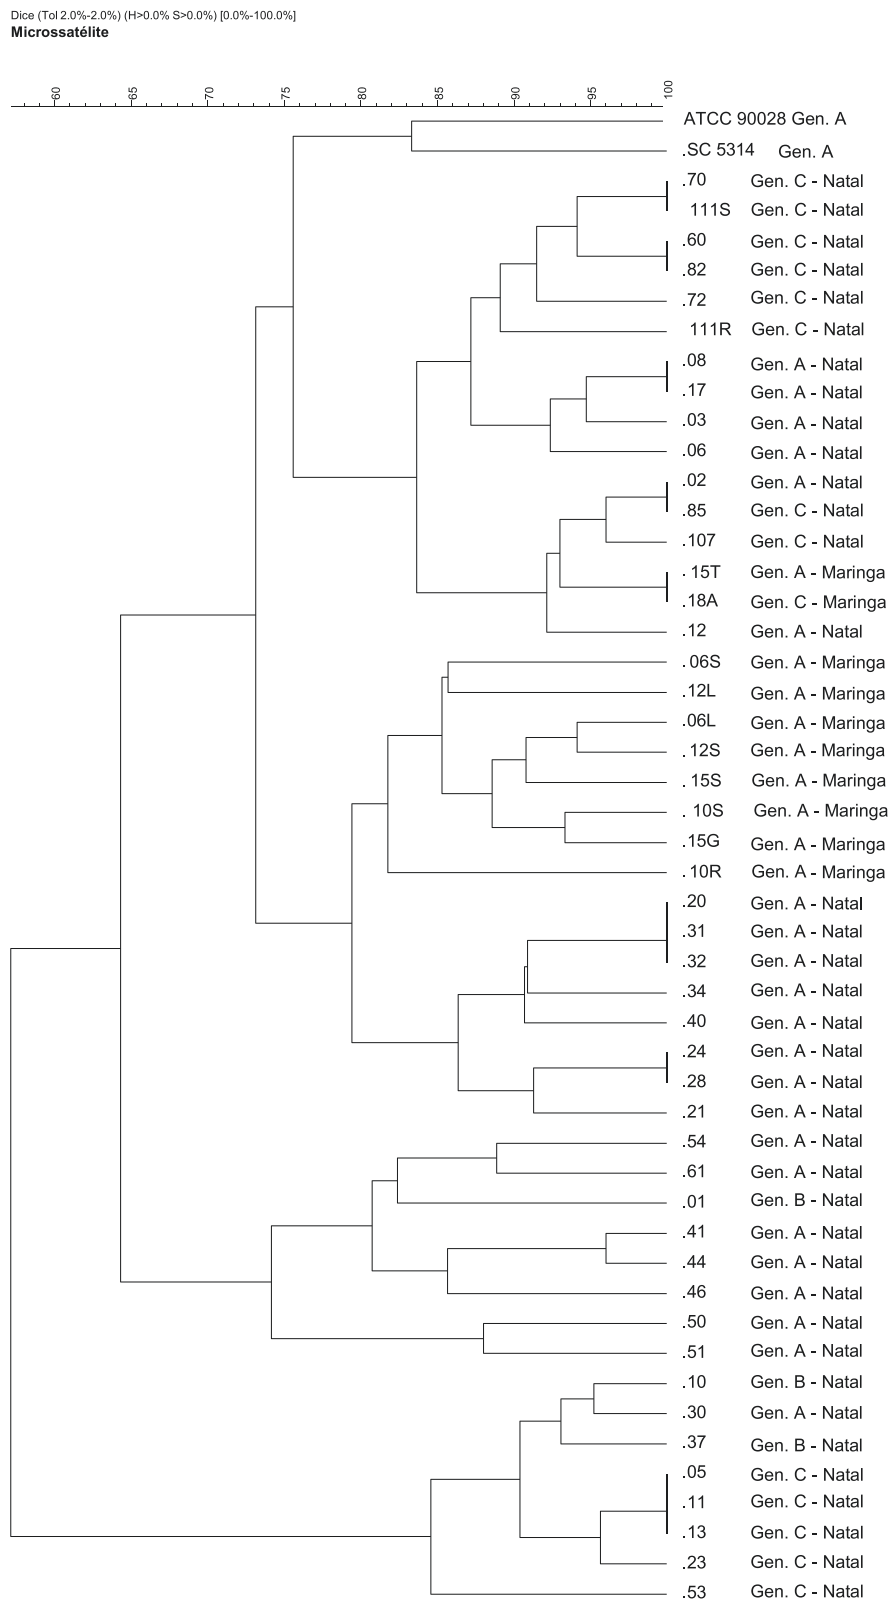 Dice (Tol 2.0%-2.0%) (H>0.0% S>0.0%) [0.0%-100.0%]
Microssatélite
60 65 70 75 80 85 90 95 100
ATCC 90028 Gen. A
.SC 5314 Gen. A
.70 Gen. C - Natal
111S Gen. C - Natal
.60 Gen. C - Natal
.82 Gen. C - Natal
.72 Gen. C - Natal
111R Gen. C - Natal
.08 Gen. A - Natal
.17 Gen. A - Natal
.03 Gen. A - Natal
.06 Gen. A - Natal
.02 Gen. A - Natal
.85 Gen. C - Natal
.107 Gen. C - Natal
. 15T Gen. A - Maringa
.18A Gen. C - Maringa
.12 Gen. A - Natal
.06S Gen. A - Maringa
.12L Gen. A - Maringa
.06L Gen. A - Maringa
. 12S Gen. A - Maringa
. 15S Gen. A - Maringa
. 10S Gen. A - Maringa
.15G Gen. A - Maringa
. 10R Gen. A - Maringa
.20 Gen. A - Natal
.31 Gen. A - Natal
.32 Gen. A - Natal
.34 Gen. A - Natal
.40 Gen. A - Natal
.24 Gen. A - Natal
.28 Gen. A - Natal
.21 Gen. A - Natal
.54 Gen. A - Natal
.61 Gen. A - Natal
.01 Gen. B - Natal
.41 Gen. A - Natal
.44 Gen. A - Natal
.46 Gen. A - Natal
.50 Gen. A - Natal
.51 Gen. A - Natal
.10 Gen. B - Natal
.30 Gen. A - Natal
.37 Gen. B - Natal
.05 Gen. C - Natal
.11 Gen. C - Natal
.13 Gen. C - Natal
.23 Gen. C - Natal
.53 Gen. C - Natal